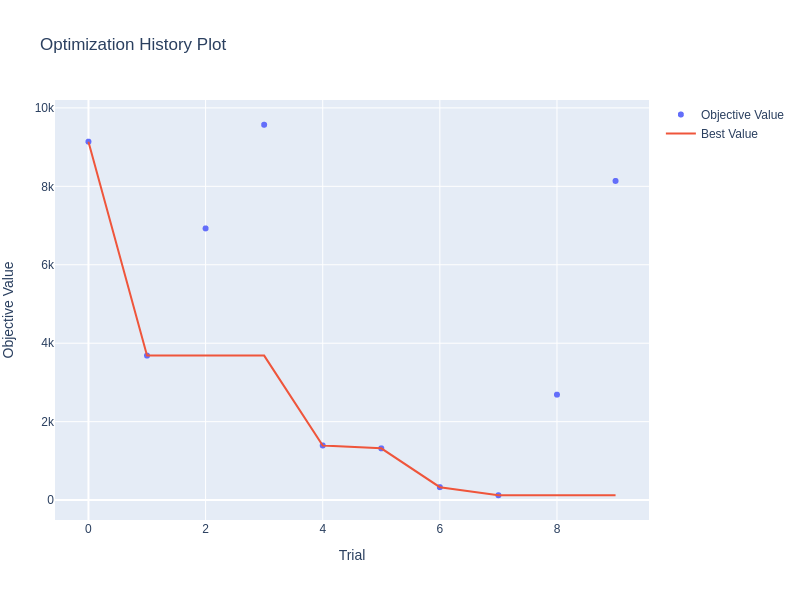 Optimization History Plot
10k
8k
6k
4k
2k
0
Objective Value
0 2 4 6 8
Trial
Objective Value
Best Value